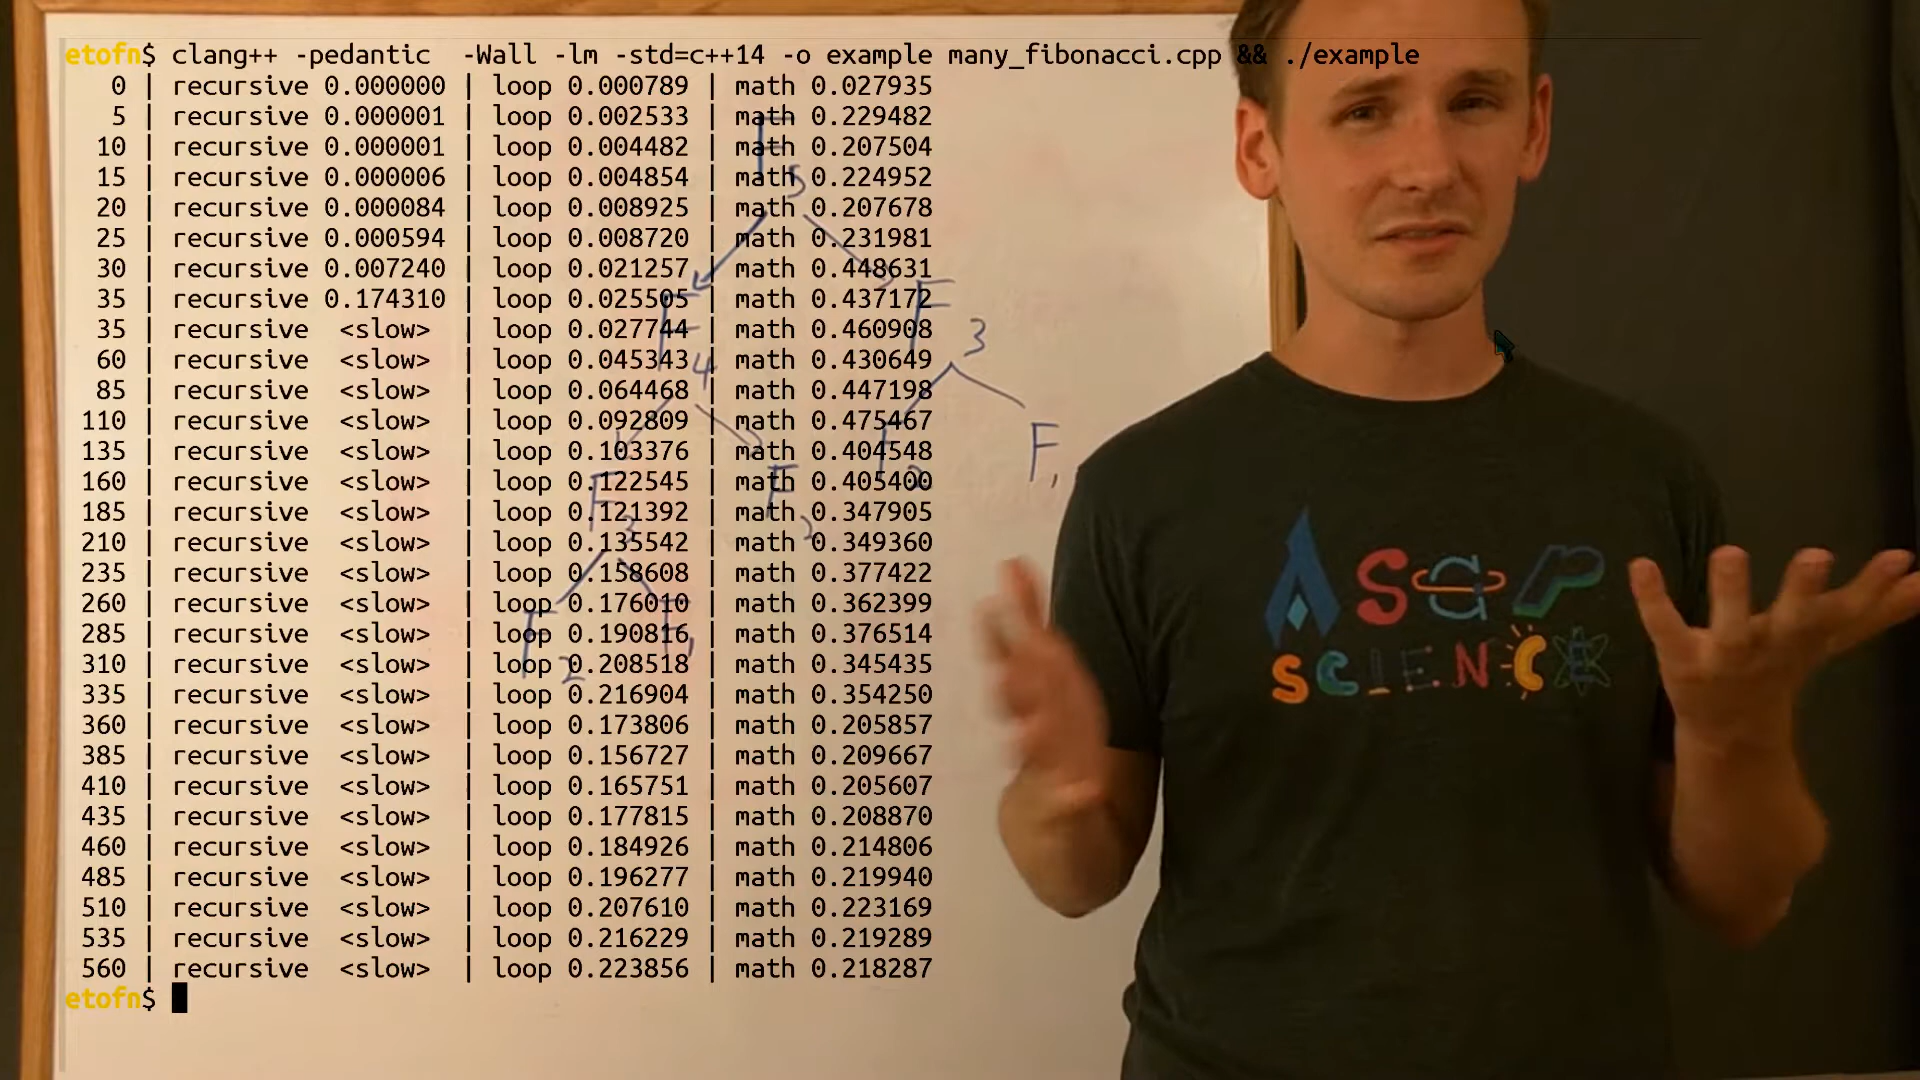 etofn$ clang++ -pedantic  -Wall -lm -std=c++14 -o example many_fibonacci.cpp && ./example
0 | recursive 0.000000 | loop 0.000789 | math 0.027935
5 | recursive 0.000001 | loop 0.002533 | math 0.229482
10 | recursive 0.000001 | loop 0.004482 | math 0.207504
15 | recursive 0.000006 | loop 0.004854 | math 0.224952
20 | recursive 0.000084 | loop 0.008925 | math 0.207678
25 | recursive 0.000594 | loop 0.008720 | math 0.231981
30 | recursive 0.007240 | loop 0.021257 | math 0.448631
35 | recursive 0.174310 | loop 0.025505 | math 0.437172
35 | recursive  <slow>  | loop 0.027744 | math 0.460908
60 | recursive  <slow>  | loop 0.045343 | math 0.430649
85 | recursive  <slow>  | loop 0.064468 | math 0.447198
110 | recursive  <slow>  | loop 0.092809 | math 0.475467
135 | recursive  <slow>  | loop 0.103376 | math 0.404548
160 | recursive  <slow>  | loop 0.122545 | math 0.405400
185 | recursive  <slow>  | loop 0.121392 | math 0.347905
210 | recursive  <slow>  | loop 0.135542 | math 0.349360
235 | recursive  <slow>  | loop 0.158608 | math 0.377422
260 | recursive  <slow>  | loop 0.176010 | math 0.362399
285 | recursive  <slow>  | loop 0.190816 | math 0.376514
310 | recursive  <slow>  | loop 0.208518 | math 0.345435
335 | recursive  <slow>  | loop 0.216904 | math 0.354250
360 | recursive  <slow>  | loop 0.173806 | math 0.205857
385 | recursive  <slow>  | loop 0.156727 | math 0.209667
410 | recursive  <slow>  | loop 0.165751 | math 0.205607
435 | recursive  <slow>  | loop 0.177815 | math 0.208870
460 | recursive  <slow>  | loop 0.184926 | math 0.214806
485 | recursive  <slow>  | loop 0.196277 | math 0.219940
510 | recursive  <slow>  | loop 0.207610 | math 0.223169
535 | recursive  <slow>  | loop 0.216229 | math 0.219289
560 | recursive  <slow>  | loop 0.223856 | math 0.218287
etofn$
F5
F4 F3
F3 F2 F1
F2 F1
ASAP
SCIENCE